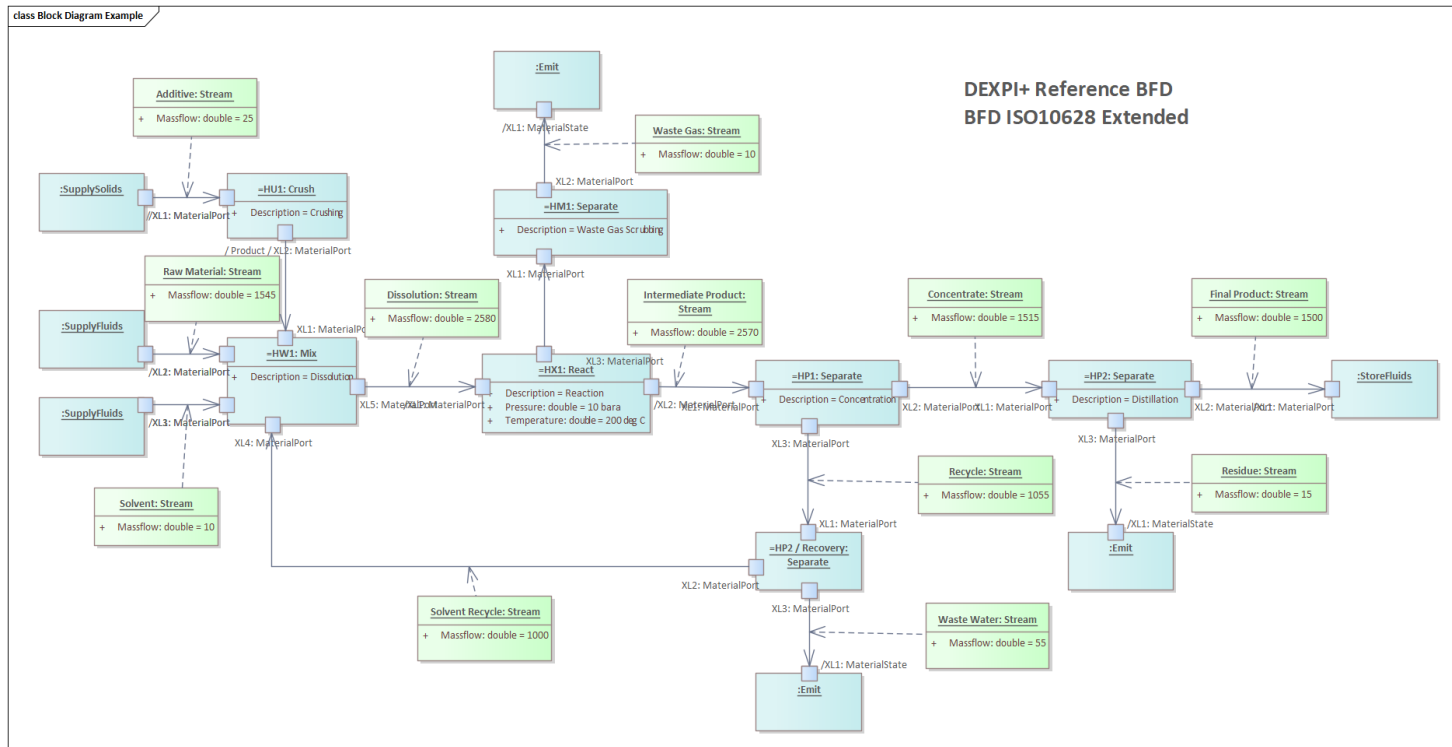 class Block Diagram Example
DEXPI+ Reference BFD
BFD ISO10628 Extended
:Emit
/XL1: MaterialState
Additive: Stream
+ Massflow: double = 25
Waste Gas: Stream
+ Massflow: double = 10
:SupplySolids
//XL1: MaterialPort
=HU1: Crush
+ Description = Crushing
/ Product / XL2: MaterialPort
XL2: MaterialPort
=HM1: Separate
+ Description = Waste Gas Scrubbing
XL1: MaterialPort
Raw Material: Stream
+ Massflow: double = 1545
Dissolution: Stream
+ Massflow: double = 2580
Intermediate Product:
Stream
+ Massflow: double = 2570
Concentrate: Stream
+ Massflow: double = 1515
Final Product: Stream
+ Massflow: double = 1500
:SupplyFluids
/XL2: MaterialPort
XL1: MaterialPort
=HW1: Mix
+ Description = Dissolution
XL5: MaterialPort
/XL1: MaterialPort
XL3: MaterialPort
=HX1: React
+ Description = Reaction
+ Pressure: double = 10 bara
+ Temperature: double = 200 deg C
/XL2: MaterialPort
XL1: MaterialPort
=HP1: Separate
+ Description = Concentration
XL2: MaterialPort
XL1: MaterialPort
=HP2: Separate
+ Description = Distillation
XL2: MaterialPort
/XL1: MaterialPort
:StoreFluids
:SupplyFluids
/XL3: MaterialPort
XL4: MaterialPort
XL3: MaterialPort
XL3: MaterialPort
Solvent: Stream
+ Massflow: double = 10
Recycle: Stream
+ Massflow: double = 1055
Residue: Stream
+ Massflow: double = 15
XL1: MaterialPort
/XL1: MaterialState
=HP2 / Recovery:
Separate
:Emit
XL2: MaterialPort
XL3: MaterialPort
Solvent Recycle: Stream
+ Massflow: double = 1000
Waste Water: Stream
+ Massflow: double = 55
/XL1: MaterialState
:Emit